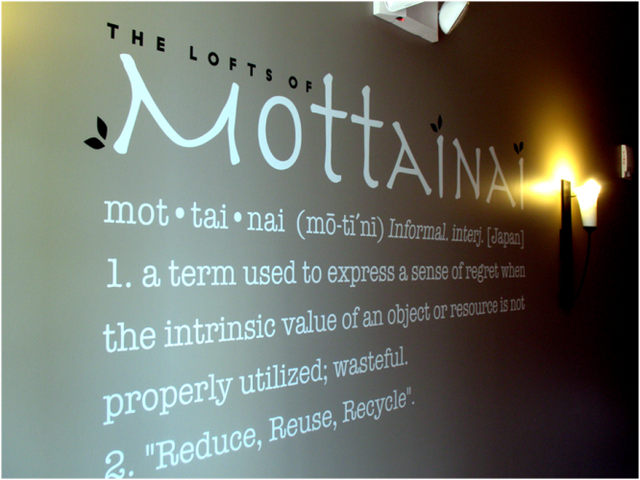 THE LOFTS OF
MOTTAINAI
mot•tai•nai (mō-tī'nī) Informal. interj. [Japan]
1. a term used to express a sense of regret when
the intrinsic value of an object or resource is not
properly utilized; wasteful.
2. "Reduce, Reuse, Recycle".